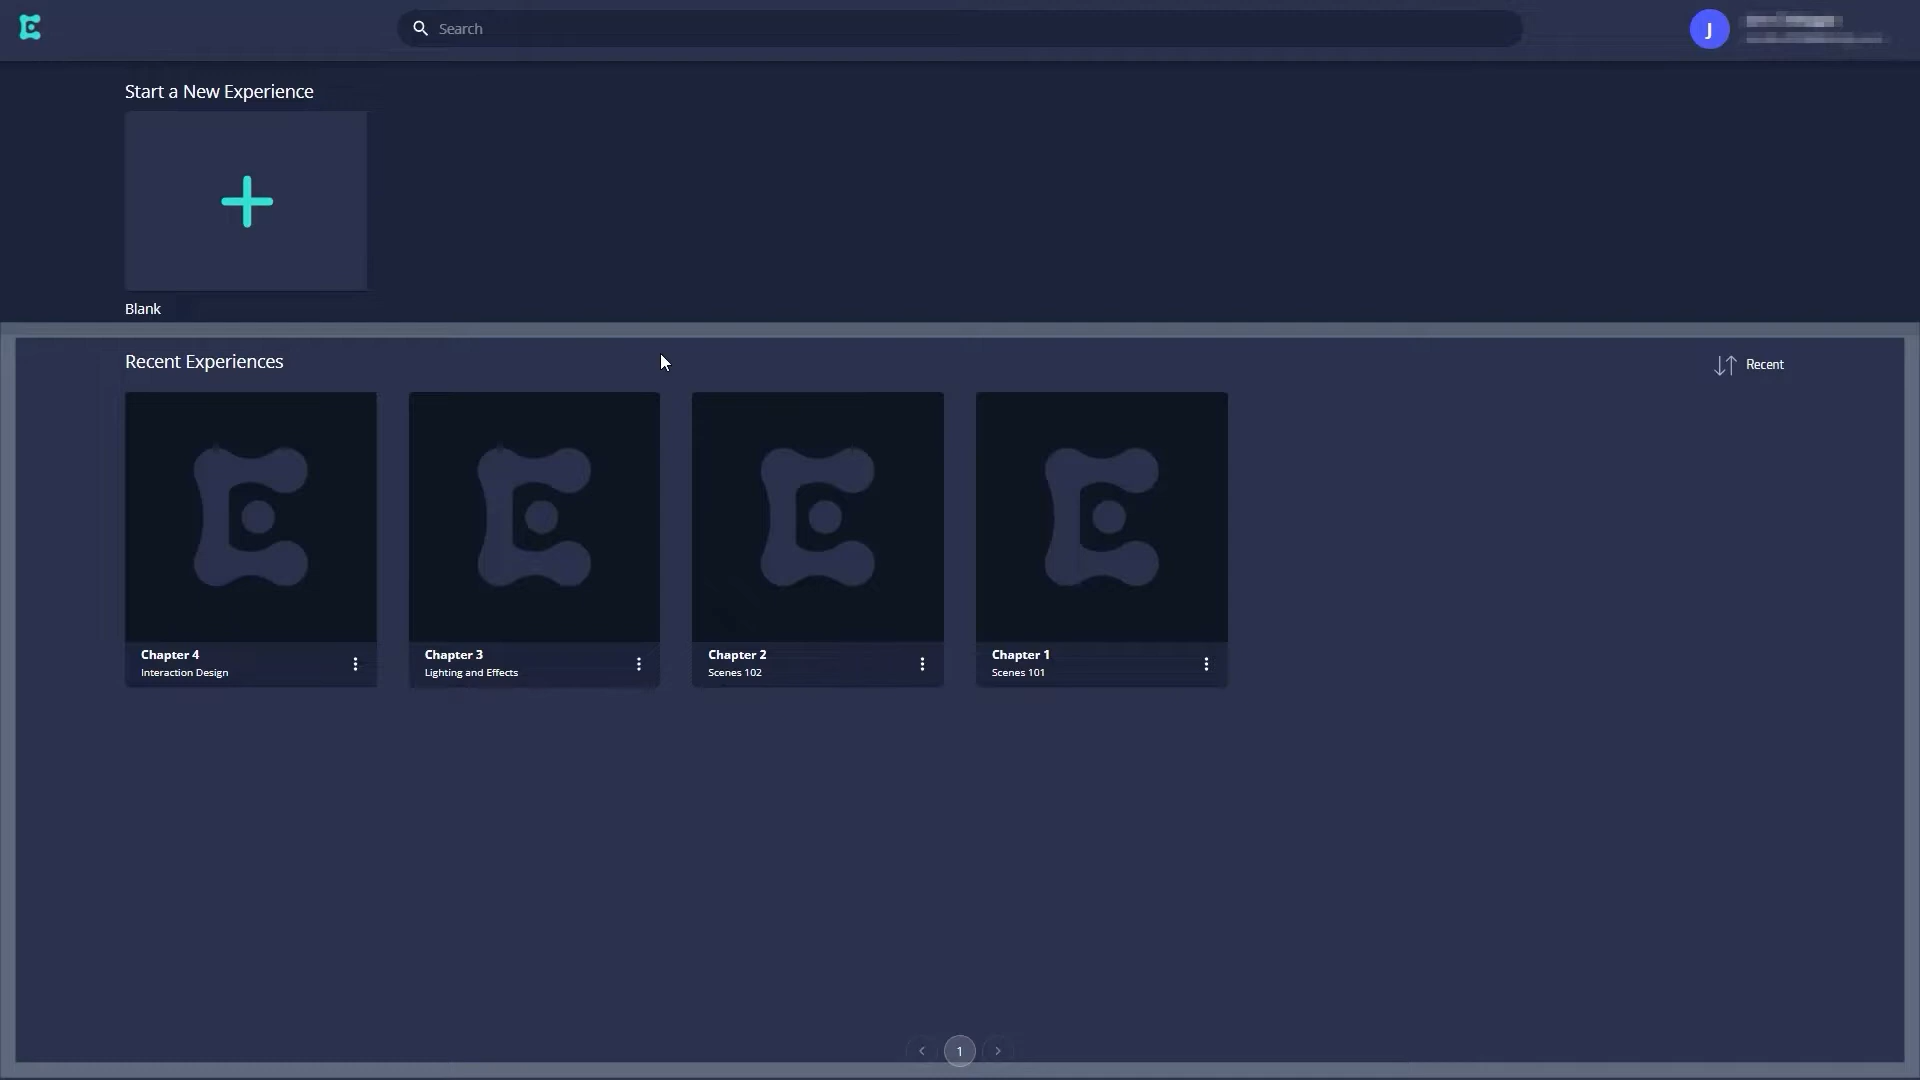 Search
J
Start a New Experience
Blank
Recent Experiences
Recent
Chapter 4
Interaction Design
Chapter 3
Lighting and Effects
Chapter 2
Scenes 102
Chapter 1
Scenes 101
1